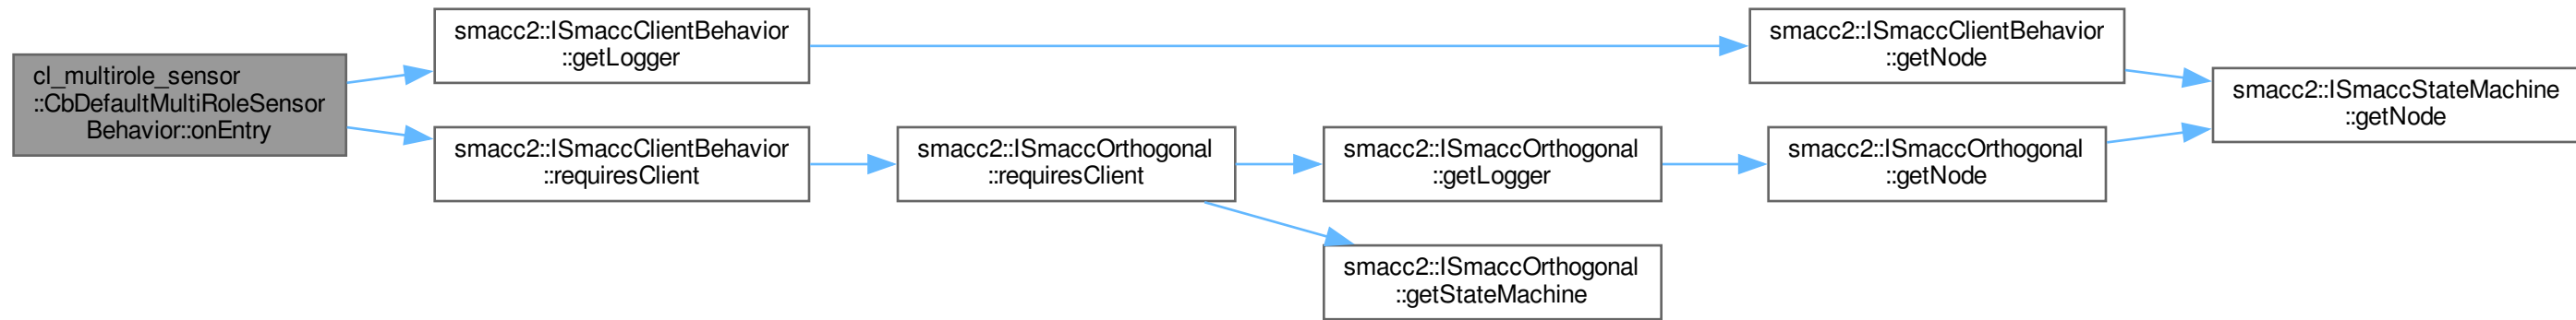 cl_multirole_sensor
::CbDefaultMultiRoleSensor
Behavior::onEntry
smacc2::ISmaccClientBehavior
::getLogger
smacc2::ISmaccClientBehavior
::requiresClient
smacc2::ISmaccOrthogonal
::requiresClient
smacc2::ISmaccOrthogonal
::getLogger
smacc2::ISmaccOrthogonal
::getStateMachine
smacc2::ISmaccClientBehavior
::getNode
smacc2::ISmaccOrthogonal
::getNode
smacc2::ISmaccStateMachine
::getNode